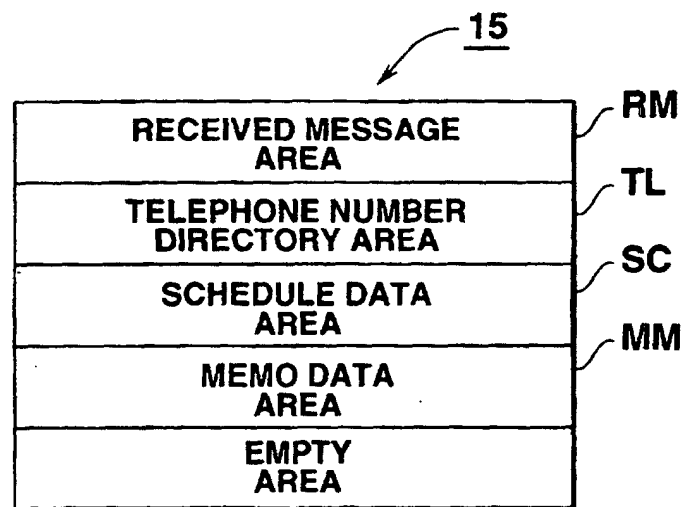 15
RECEIVED MESSAGE
AREA
RM
TELEPHONE NUMBER
DIRECTORY AREA
TL
SCHEDULE DATA
AREA
SC
MEMO DATA
AREA
MM
EMPTY
AREA